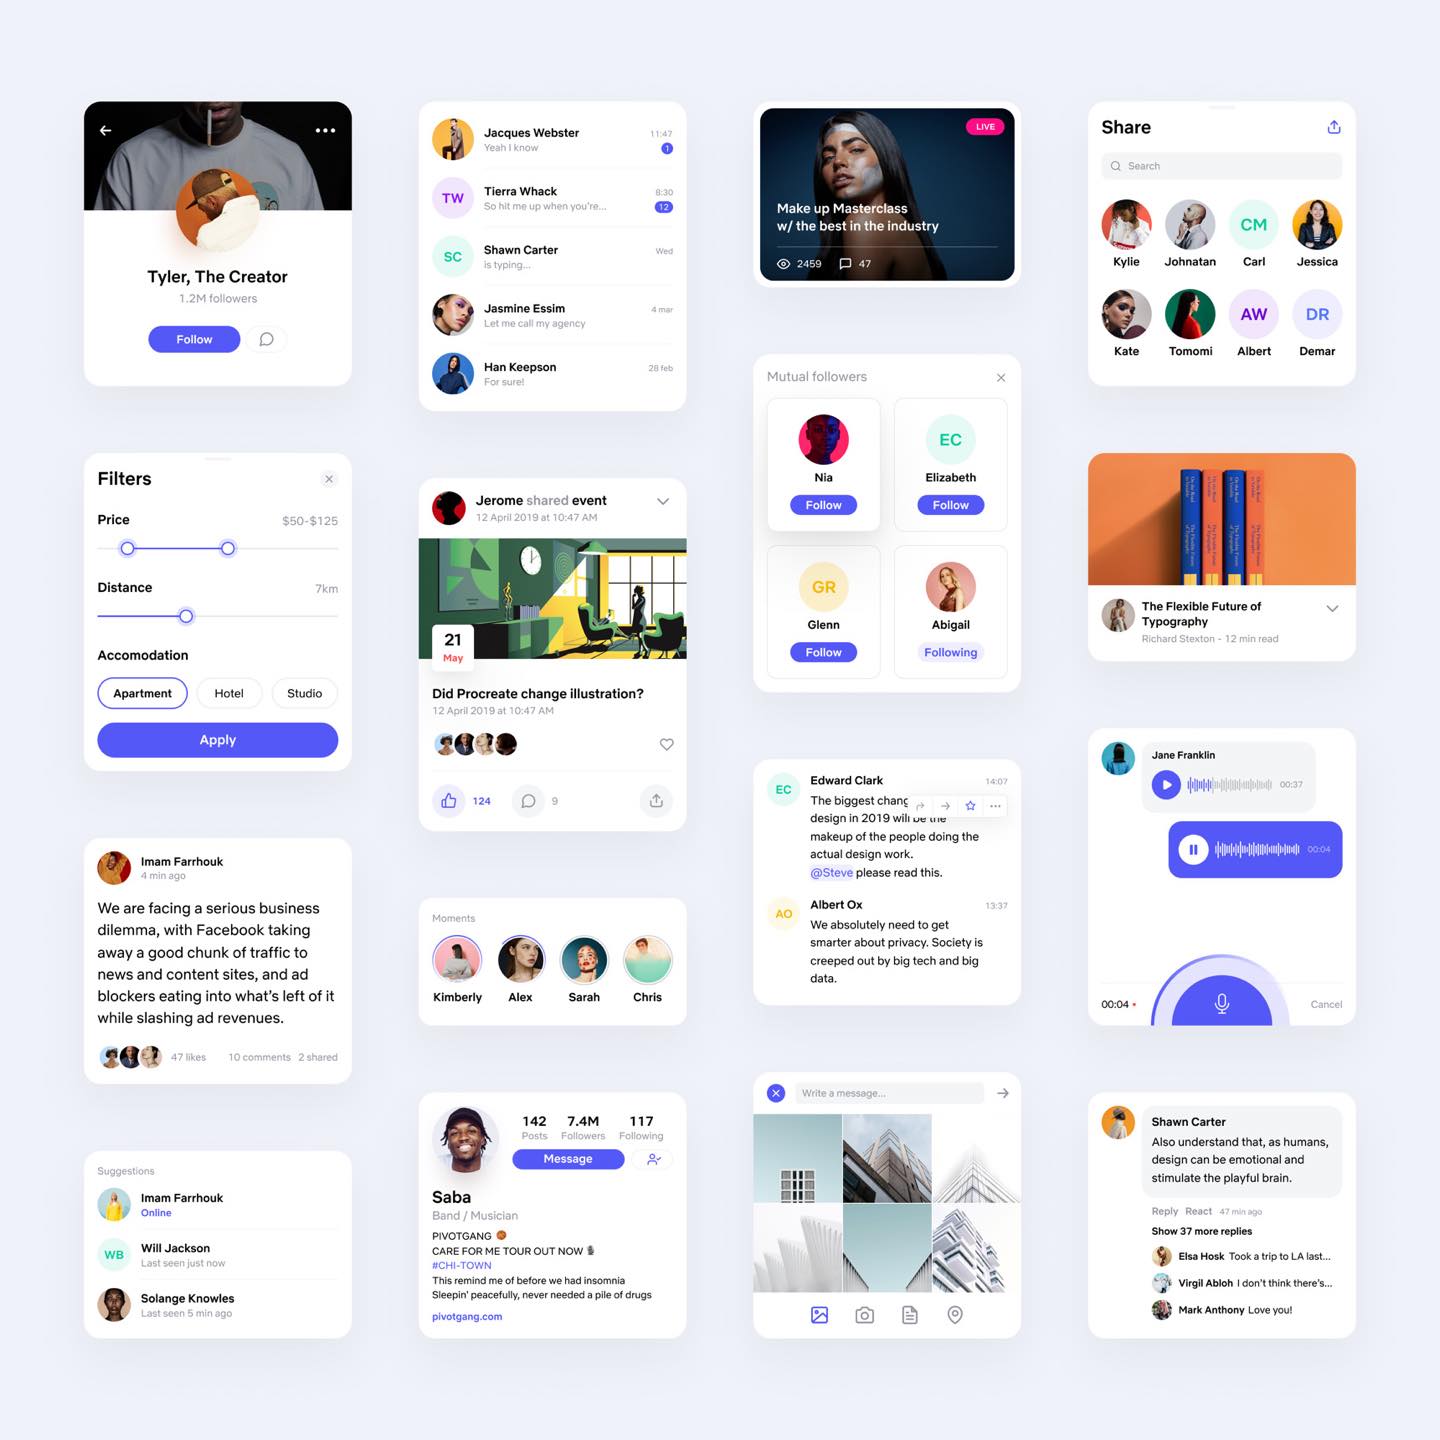 Tyler, The Creator
1.2M followers
Follow
Filters
Price $50-$125
Distance 7km
Accomodation
Apartment Hotel Studio
Apply
Imam Farrhouk
4 min ago
We are facing a serious business
dilemma, with Facebook taking
away a good chunk of traffic to
news and content sites, and ad
blockers eating into what's left of it
while slashing ad revenues.
47 likes 10 comments 2 shared
Suggestions
Imam Farrhouk
Online
WB
Will Jackson
Last seen just now
Solange Knowles
Last seen 5 min ago
Jacques Webster 11:47
Yeah I know 1
TW
Tierra Whack 8:30
So hit me up when you're... 12
SC
Shawn Carter Wed
is typing...
Jasmine Essim 4 mar
Let me call my agency
Han Keepson 28 feb
For sure!
Jerome shared event
12 April 2019 at 10:47 AM
21
May
Did Procreate change illustration?
12 April 2019 at 10:47 AM
124 9
Moments
Kimberly Alex Sarah Chris
142 7.4M 117
Posts Followers Following
Message
Saba
Band / Musician
PIVOTGANG
CARE FOR ME TOUR OUT NOW
#CHI-TOWN
This remind me of before we had insomnia
Sleepin' peacefully, never needed a pile of drugs
pivotgang.com
LIVE
Make up Masterclass
w/ the best in the industry
2459 47
Mutual followers
Nia
Follow
EC
Elizabeth
Follow
GR
Glenn
Follow
Abigail
Following
EC
Edward Clark 14:07
The biggest chang
design in 2019 will be the
makeup of the people doing the
actual design work.
@Steve please read this.
AO
Albert Ox 13:37
We absolutely need to get
smarter about privacy. Society is
creeped out by big tech and big
data.
Write a message...
Share
Search
CM
Kylie Johnatan Carl Jessica
AW DR
Kate Tomomi Albert Demar
The Flexible Future of
Typography
Richard Stexton - 12 min read
Jane Franklin
00:37
00:04
00:04 Cancel
Shawn Carter
Also understand that, as humans,
design can be emotional and
stimulate the playful brain.
Reply React 47 min ago
Show 37 more replies
Elsa Hosk Took a trip to LA last...
Virgil Abloh I don't think there's...
Mark Anthony Love you!